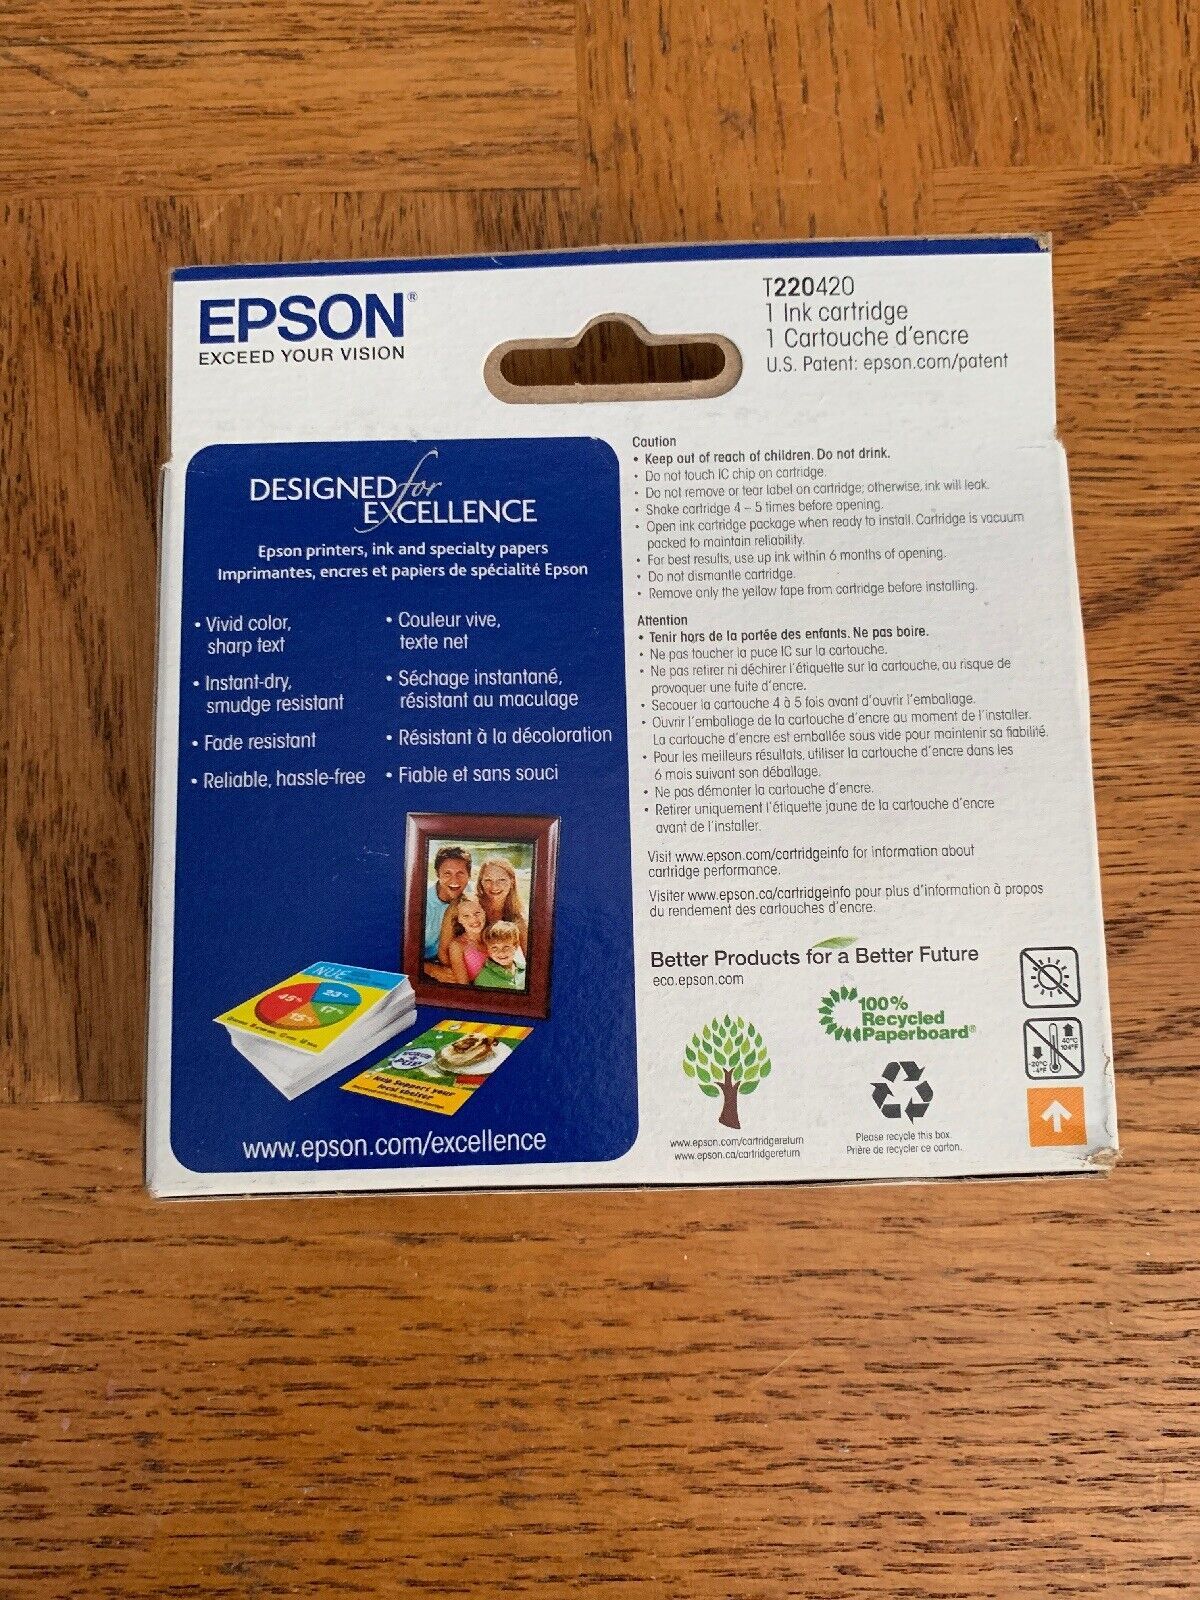 EPSON®
EXCEED YOUR VISION
T220420
1 Ink cartridge
1 Cartouche d'encre
U.S. Patent: epson.com/patent
DESIGNED for
EXCELLENCE
Epson printers, ink and specialty papers
Imprimantes, encres et papiers de spécialité Epson
• Vivid color,
sharp text
• Instant-dry,
smudge resistant
• Fade resistant
• Reliable, hassle-free
• Couleur vive,
texte net
• Séchage instantané,
résistant au maculage
• Résistant à la décoloration
• Fiable et sans souci
NUE
45%
23%
17%
15%
Help Support your
local shelter
www.epson.com/excellence
Caution
• Keep out of reach of children. Do not drink.
• Do not touch IC chip on cartridge.
• Do not remove or tear label on cartridge; otherwise, ink will leak.
• Shake cartridge 4 – 5 times before opening.
• Open ink cartridge package when ready to install. Cartridge is vacuum
packed to maintain reliability.
• For best results, use up ink within 6 months of opening.
• Do not dismantle cartridge.
• Remove only the yellow tape from cartridge before installing.
Attention
• Tenir hors de la portée des enfants. Ne pas boire.
• Ne pas toucher la puce IC sur la cartouche.
• Ne pas retirer ni déchirer l'étiquette sur la cartouche, au risque de
provoquer une fuite d'encre.
• Secouer la cartouche 4 à 5 fois avant d'ouvrir l'emballage.
• Ouvrir l'emballage de la cartouche d'encre au moment de l'installer.
La cartouche d'encre est emballée sous vide pour maintenir sa fiabilité.
• Pour les meilleurs résultats, utiliser la cartouche d'encre dans les
6 mois suivant son déballage.
• Ne pas démonter la cartouche d'encre.
• Retirer uniquement l'étiquette jaune de la cartouche d'encre
avant de l'installer.
Visit www.epson.com/cartridgeinfo for information about
cartridge performance.
Visiter www.epson.ca/cartridgeinfo pour plus d'information à propos
du rendement des cartouches d'encre.
Better Products for a Better Future
eco.epson.com
100%
Recycled
Paperboard®
40°C
104°F
-20°C
-4°F
www.epson.com/cartridgereturn
www.epson.ca/cartridgereturn
Please recycle this box.
Prière de recycler ce carton.